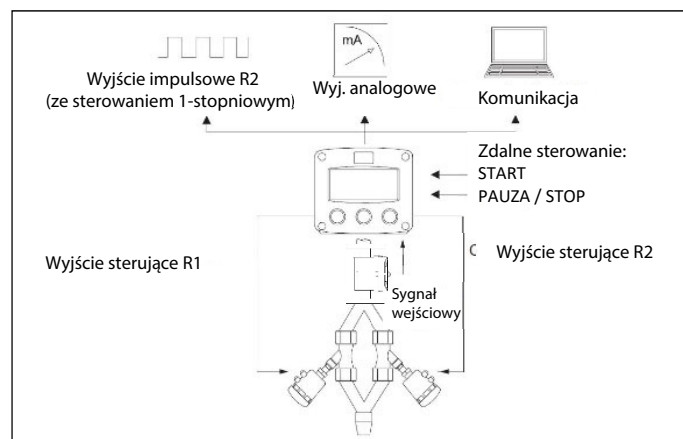 mA
Wyjście impulsowe R2
(ze sterowaniem 1-stopniowym)
Wyj. analogowe
Komunikacja
Zdalne sterowanie:
START
PAUZA / STOP
Wyjście sterujące R1
Wyjście sterujące R2
Sygnał
wejściowy